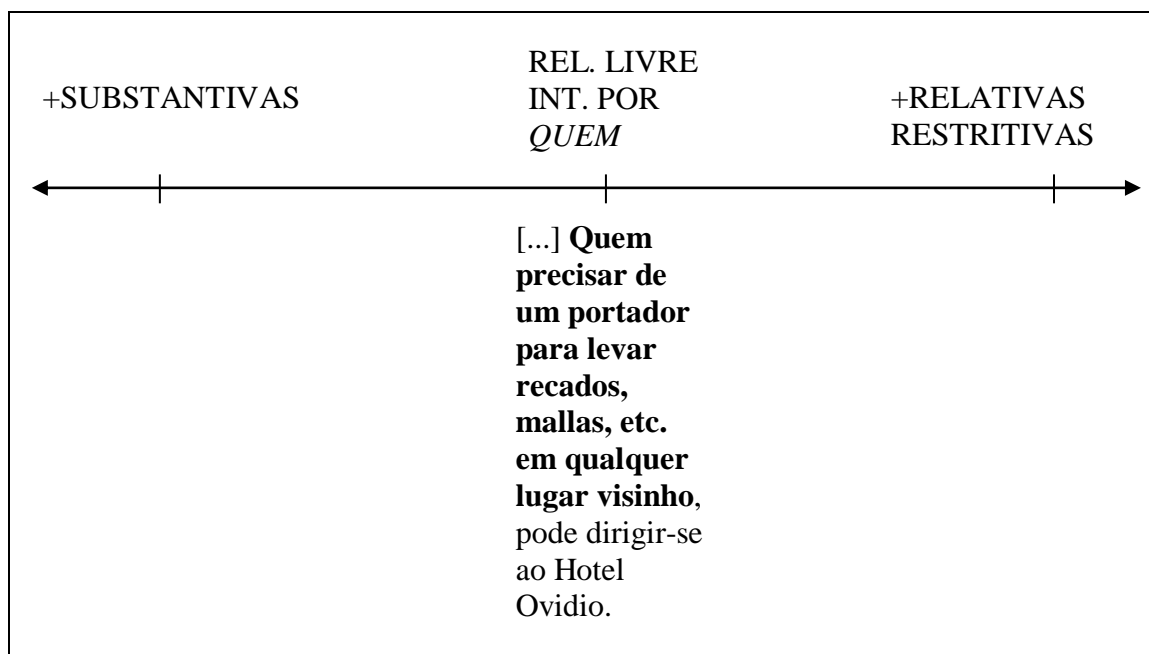 +SUBSTANTIVAS
REL. LIVRE
INT. POR
QUEM
+RELATIVAS
RESTRITIVAS
[...] Quem
precisar de
um portador
para levar
recados,
mallas, etc.
em qualquer
lugar visinho,
pode dirigir-se
ao Hotel
Ovidio.